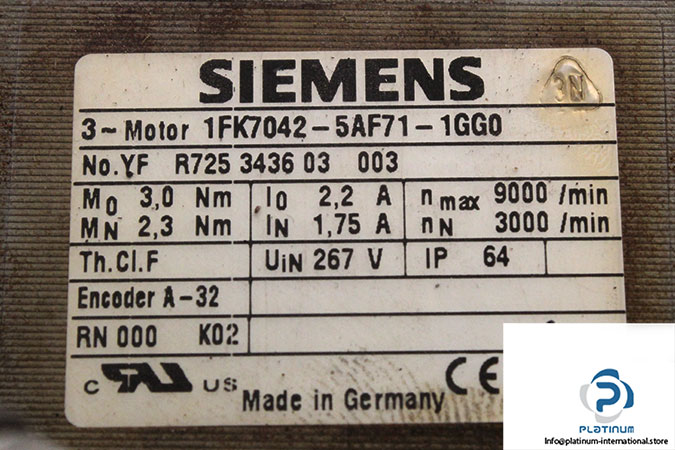 SIEMENS
3N
3~Motor 1FK7042-5AF71-1GG0
No.YF R725 3436 03 003
M0 3,0 Nm I0 2,2 A nmax 9000 /min
MN 2,3 Nm IN 1,75 A nN 3000 /min
Th.Cl.F UiN 267 V IP 64
Encoder A-32
RN 000 K02
c RU US Made in Germany CE
PLATINUM
Info@platinum-international.store